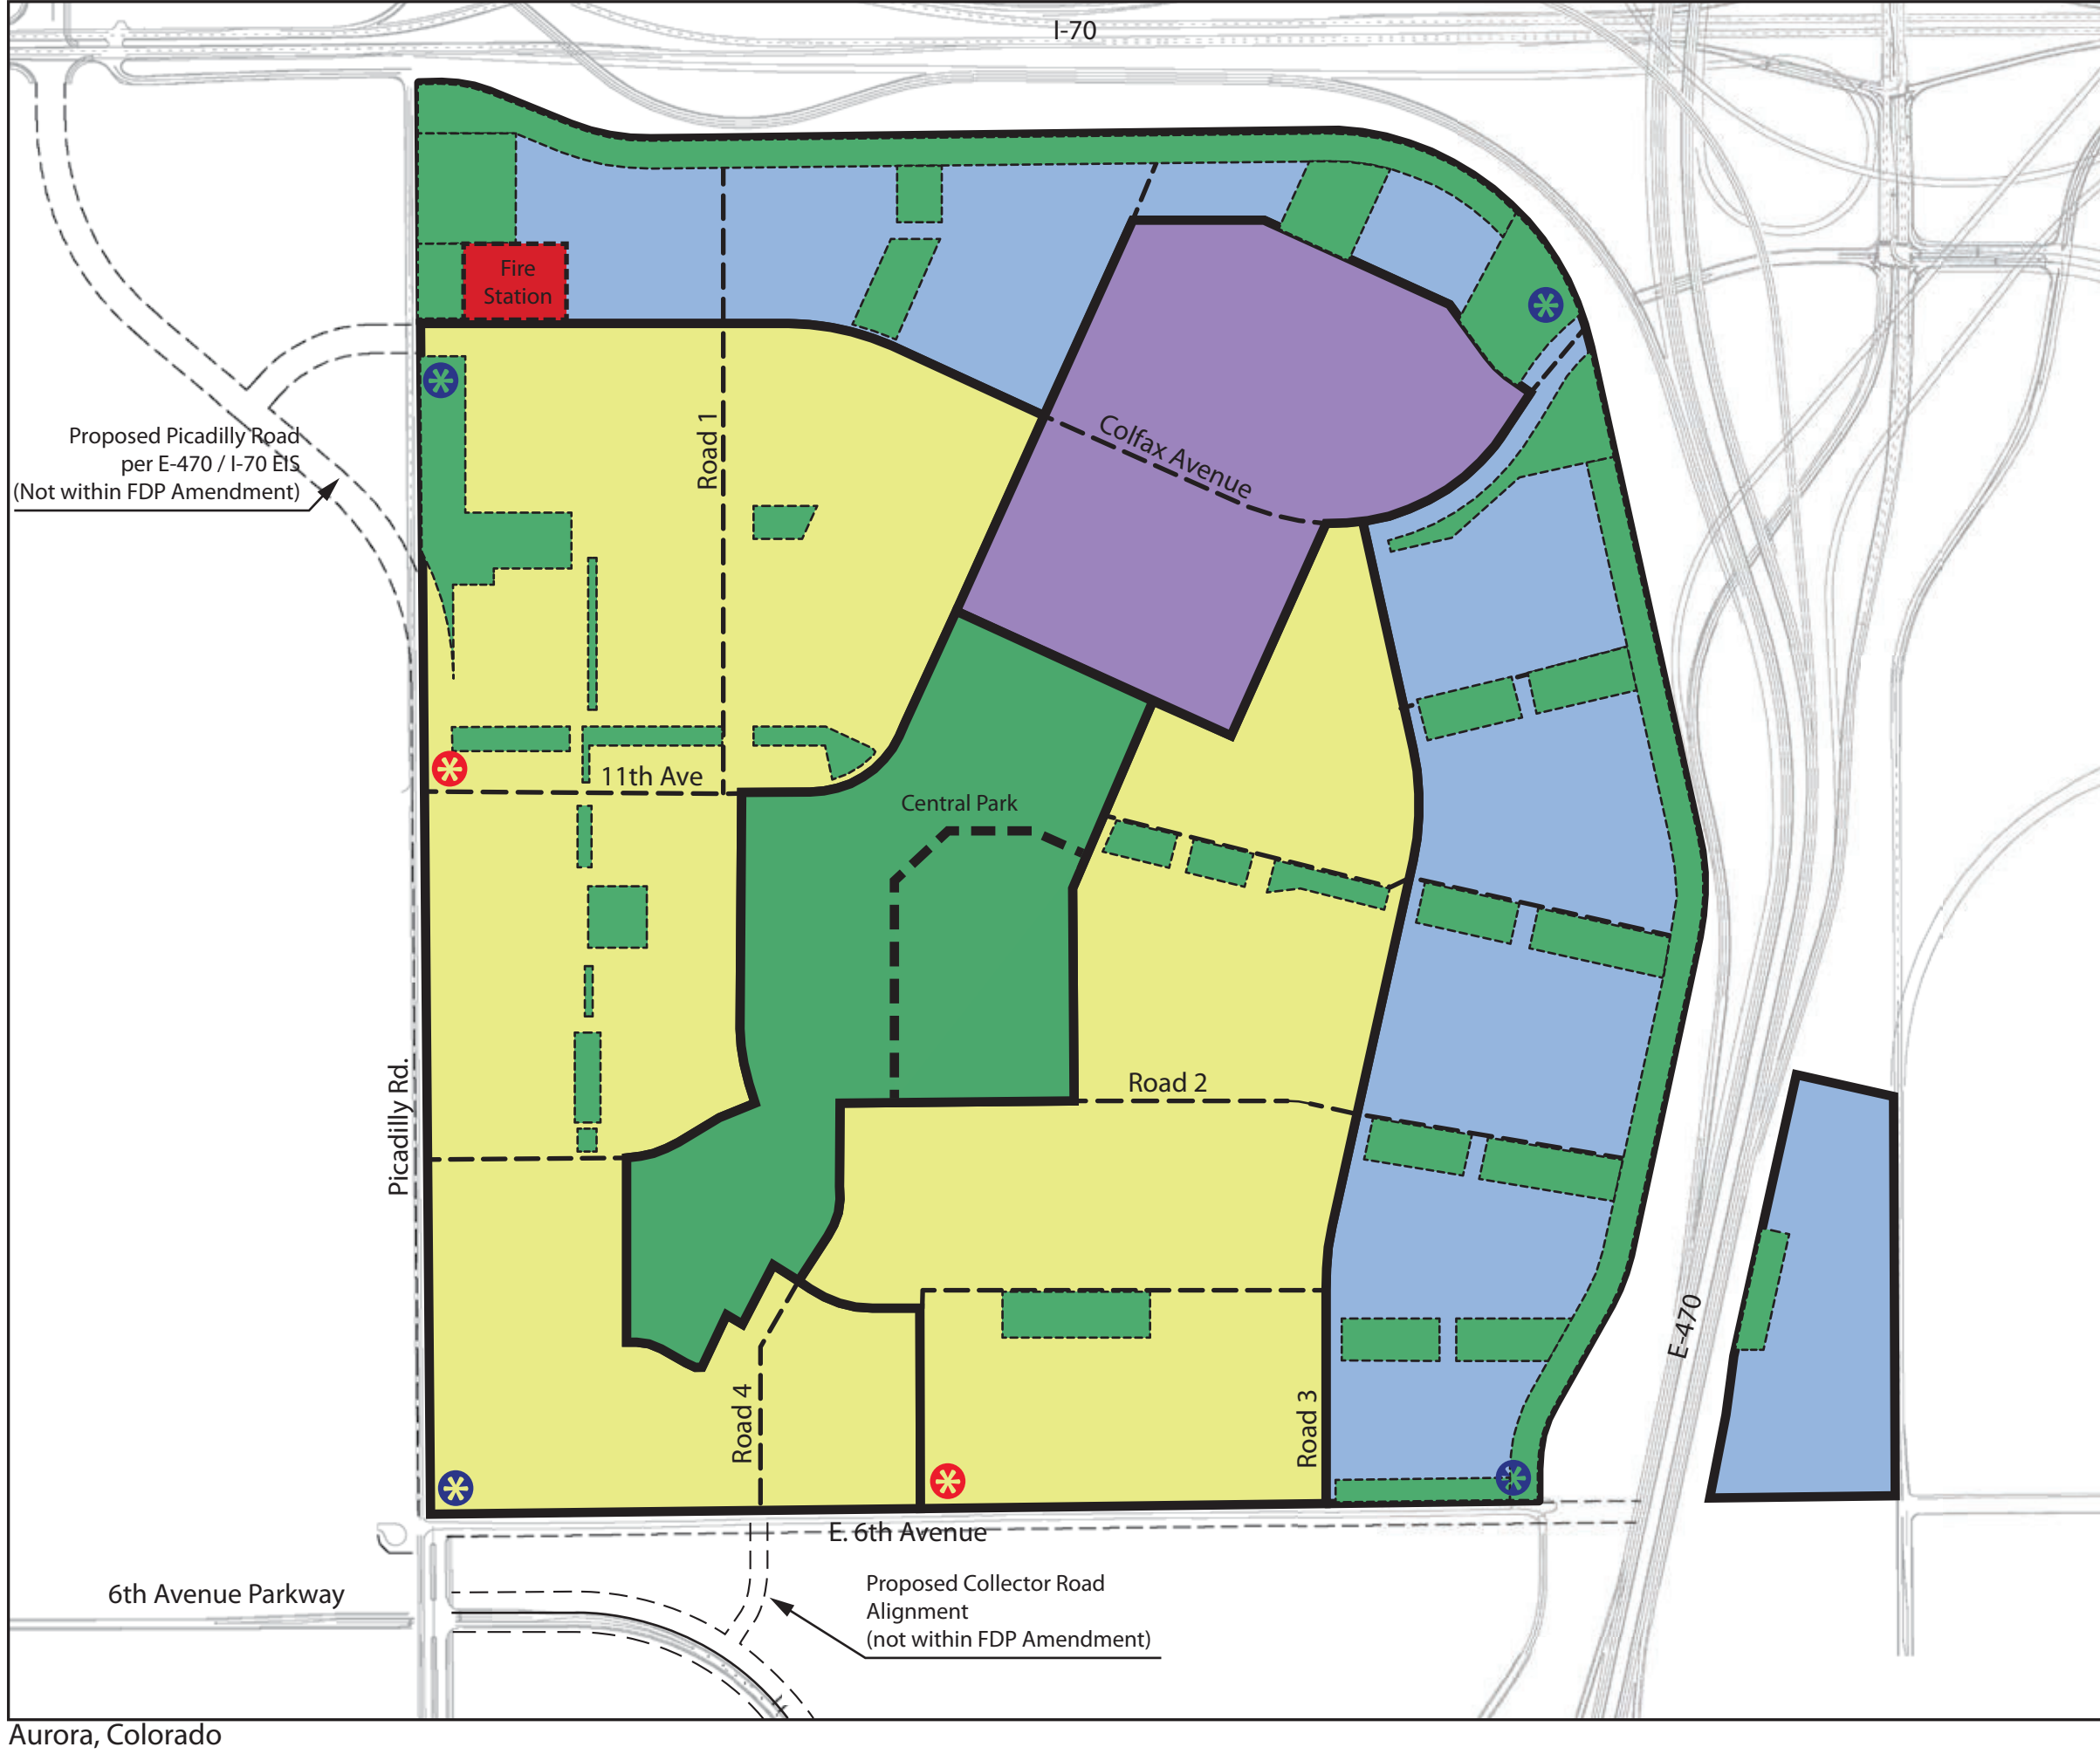 I-70
Fire
Station
Proposed Picadilly Road
per E-470 / I-70 EIS
(Not within FDP Amendment)
Road 1
Colfax Avenue
11th Ave
Central Park
Road 2
Picadilly Rd.
E-470
Road 4
Road 3
E. 6th Avenue
6th Avenue Parkway
Proposed Collector Road
Alignment
(not within FDP Amendment)
Aurora, Colorado